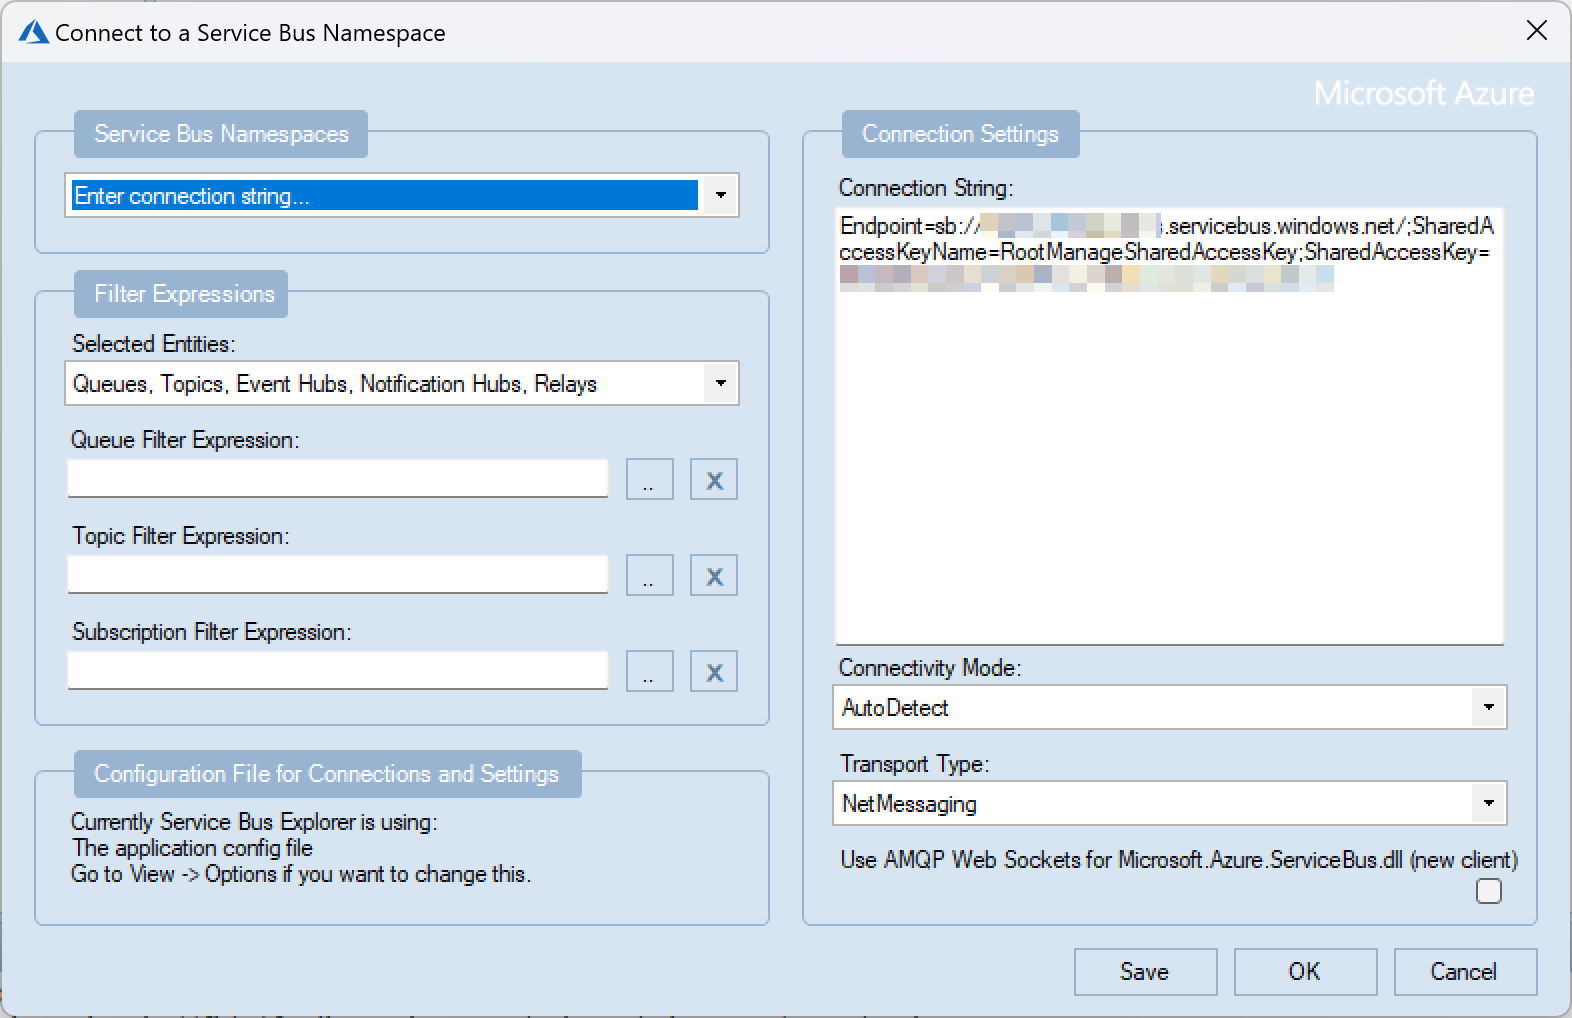 Connect to a Service Bus Namespace
Microsoft Azure
Service Bus Namespaces
Enter connection string...
Filter Expressions
Selected Entities:
Queues, Topics, Event Hubs, Notification Hubs, Relays
Queue Filter Expression:
..
X
Topic Filter Expression:
..
X
Subscription Filter Expression:
..
X
Configuration File for Connections and Settings
Currently Service Bus Explorer is using:
The application config file
Go to View -> Options if you want to change this.
Connection Settings
Connection String:
Endpoint=sb:// .servicebus.windows.net/;SharedA
ccessKeyName=RootManageSharedAccessKey;SharedAccessKey=
Connectivity Mode:
AutoDetect
Transport Type:
NetMessaging
Use AMQP Web Sockets for Microsoft.Azure.ServiceBus.dll (new client)
Save
OK
Cancel